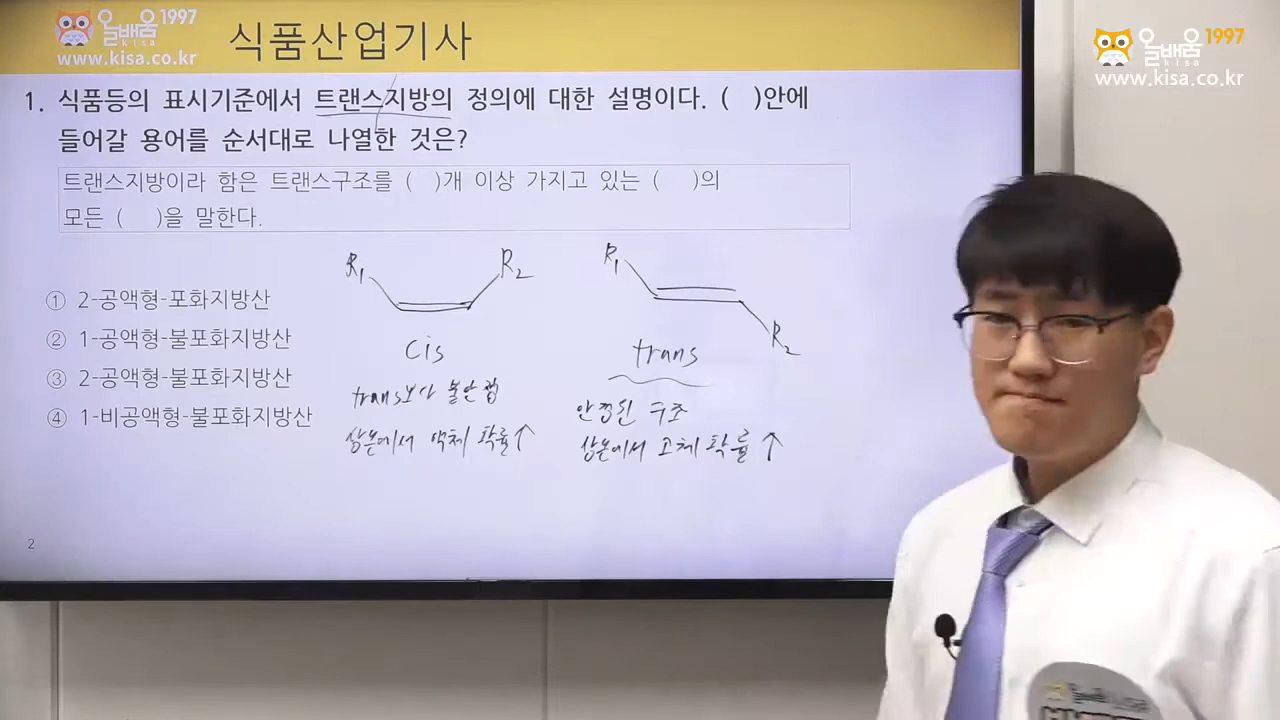 올배움 1997
kisa
www.kisa.co.kr
식품산업기사
올배움 1997
kisa
www.kisa.co.kr
1. 식품등의 표시기준에서 트랜스지방의 정의에 대한 설명이다. ( )안에
들어갈 용어를 순서대로 나열한 것은?
트랜스지방이라 함은 트랜스구조를 ( )개 이상 가지고 있는 ( )의
모든 ( )을 말한다.
① 2-공액형-포화지방산
② 1-공액형-불포화지방산
③ 2-공액형-불포화지방산
④ 1-비공액형-불포화지방산
R1 R2
cis
trans보다 불안정
상온에서 액체 확률↑
R1
R2
trans
안정된 구조
상온에서 고체 확률↑
2